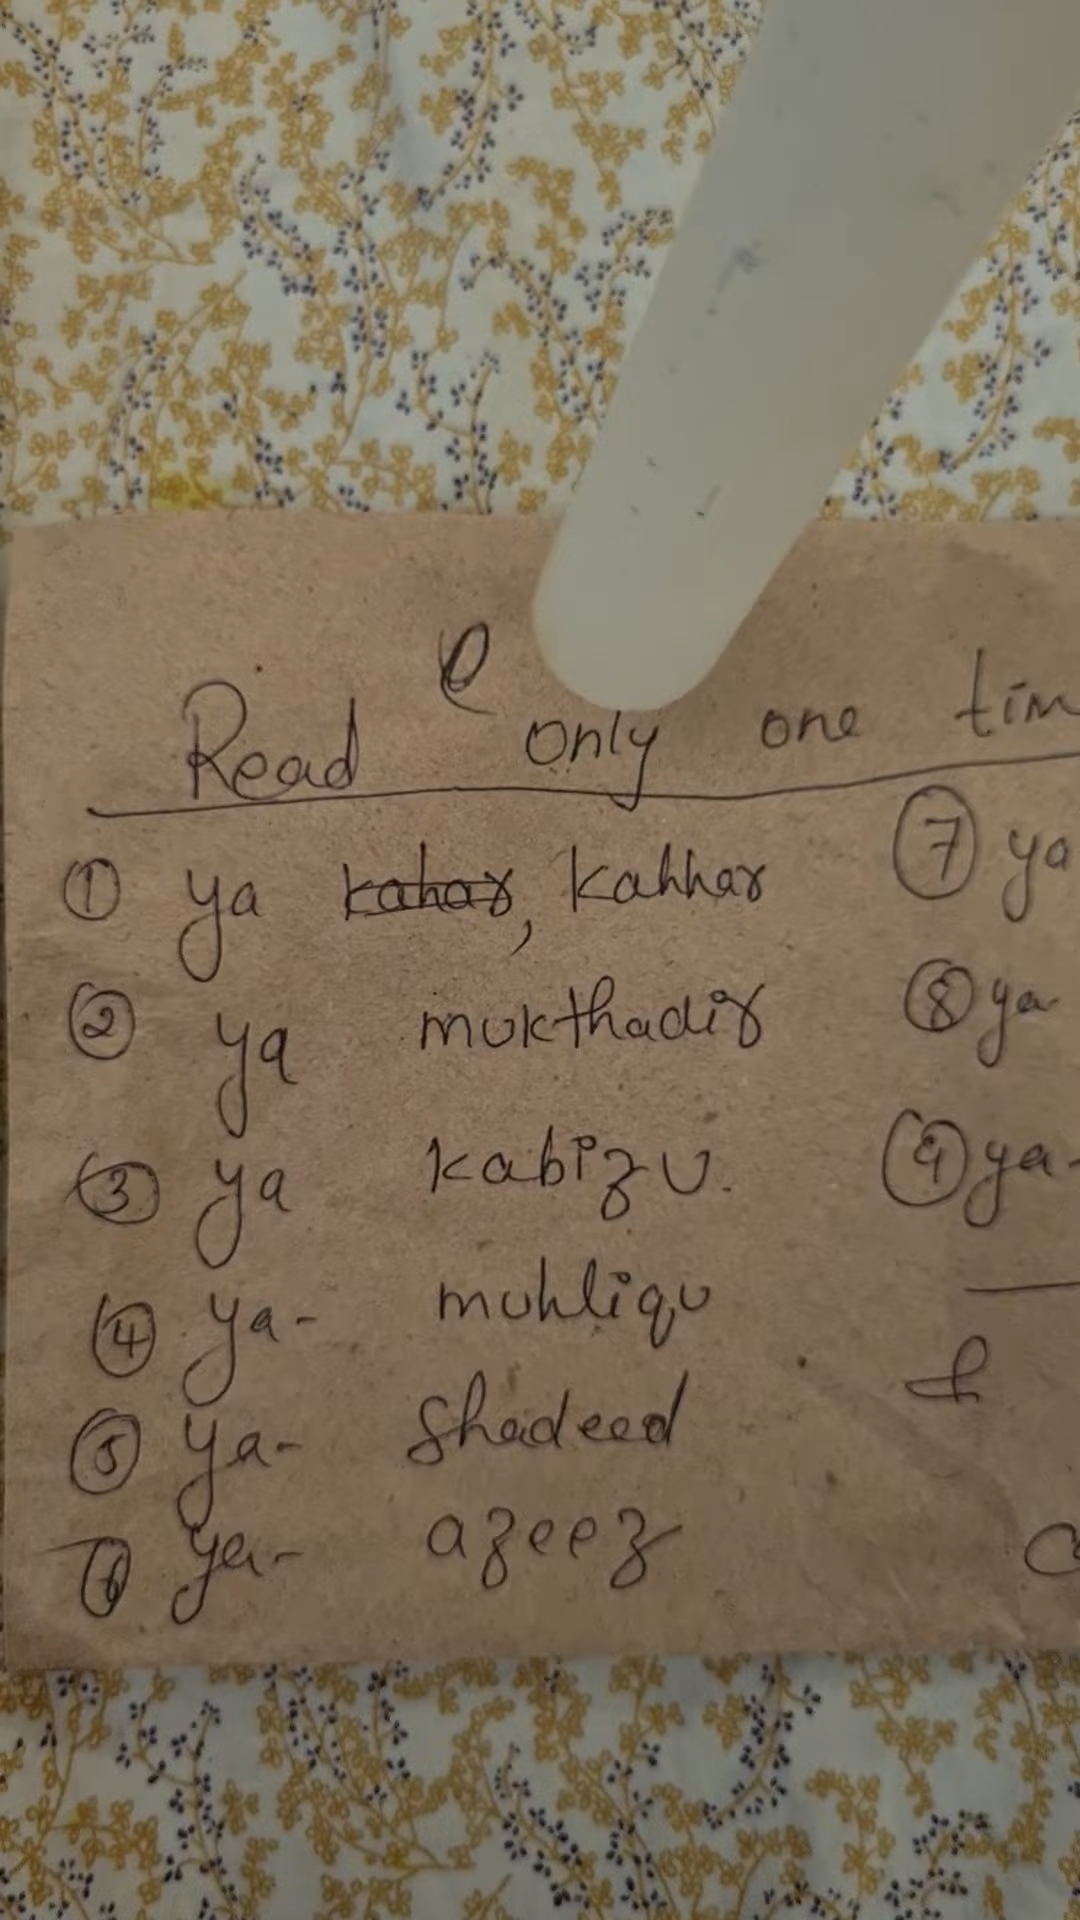 Read only one tim
① ya kahar, kahhar
② ya mukthadir
③ ya kabizu.
④ ya- muhliqu
⑤ ya- shadeed
⑥ ya- azeez
⑦ ya
⑧ ya-
⑨ ya-